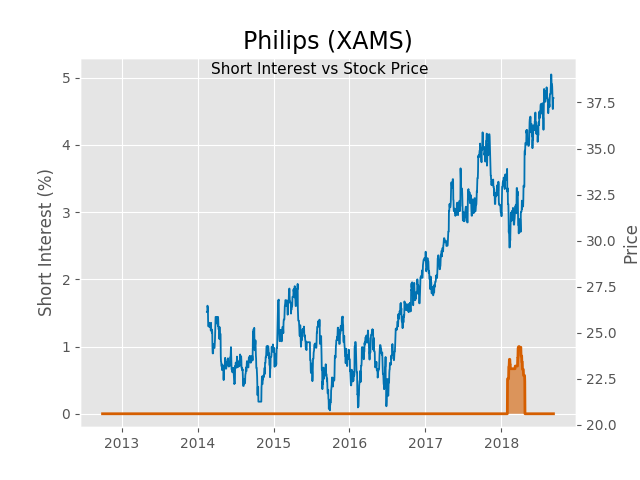 Philips (XAMS)
Short Interest vs Stock Price
Short Interest (%)
5
4
3
2
1
0
37.5
35.0
32.5
30.0
27.5
25.0
22.5
20.0
Price
2013 2014 2015 2016 2017 2018